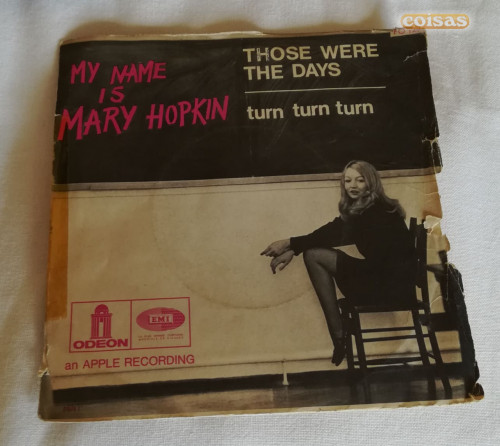 coisas
MY NAME
IS
MARY HOPKIN
THOSE WERE
THE DAYS
turn turn turn
ODEON
EMI
an APPLE RECORDING